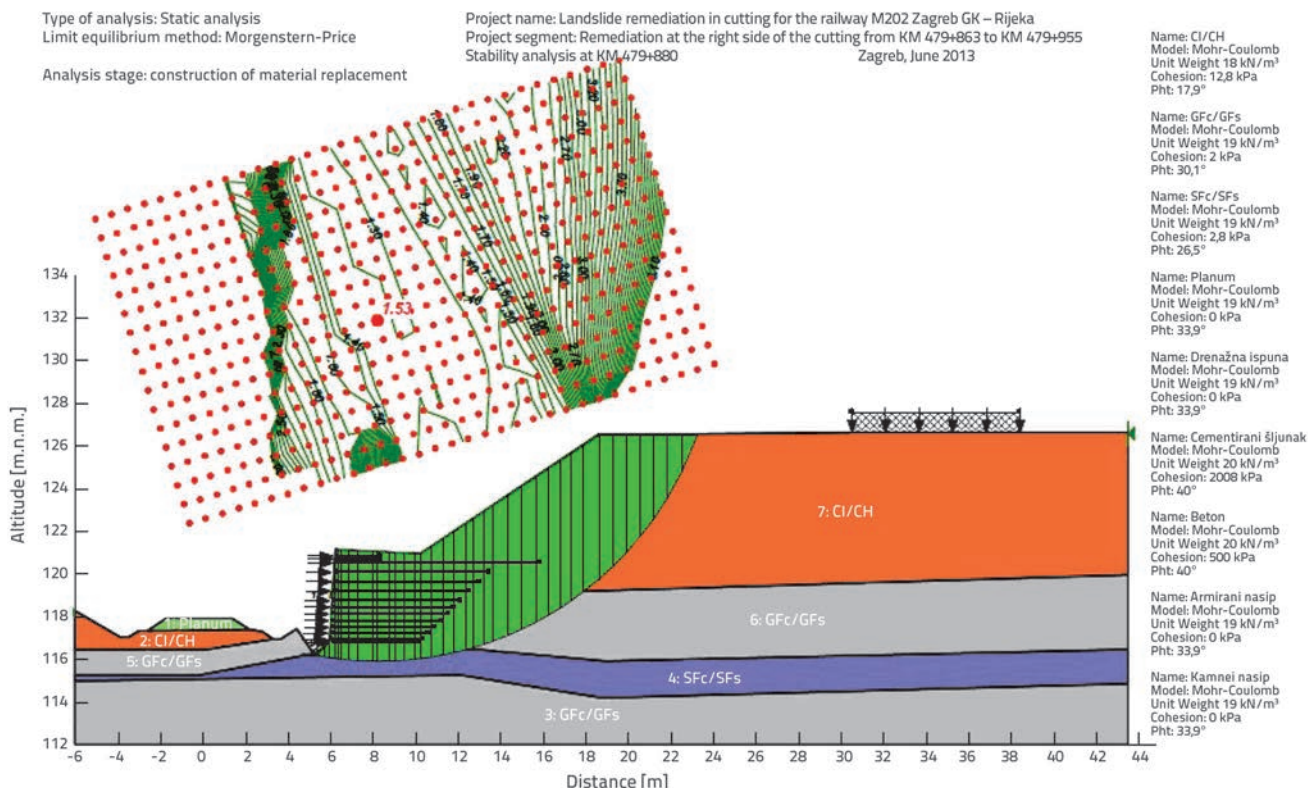 Type of analysis: Static analysis
Limit equilibrium method: Morgenstern-Price
Analysis stage: construction of material replacement
Project name: Landslide remediation in cutting for the railway M202 Zagreb GK – Rijeka
Project segment: Remediation at the right side of the cutting from KM 479+863 to KM 479+955
Stability analysis at KM 479+880
Zagreb, June 2013
Name: CI/CH
Model: Mohr-Coulomb
Unit Weight 18 kN/m³
Cohesion: 12,8 kPa
Pht: 17,9°
Name: GFc/GFs
Model: Mohr-Coulomb
Unit Weight 19 kN/m³
Cohesion: 2 kPa
Pht: 30,1°
Name: SFc/SFs
Model: Mohr-Coulomb
Unit Weight 19 kN/m³
Cohesion: 2,8 kPa
Pht: 26,5°
Name: Planum
Model: Mohr-Coulomb
Unit Weight 19 kN/m³
Cohesion: 0 kPa
Pht: 33,9°
Name: Drenažna ispuna
Model: Mohr-Coulomb
Unit Weight 19 kN/m³
Cohesion: 0 kPa
Pht: 33,9°
Name: Cementirani šljunak
Model: Mohr-Coulomb
Unit Weight 20 kN/m³
Cohesion: 2008 kPa
Pht: 40°
Name: Beton
Model: Mohr-Coulomb
Unit Weight 20 kN/m³
Cohesion: 500 kPa
Pht: 40°
Name: Armirani nasip
Model: Mohr-Coulomb
Unit Weight 19 kN/m³
Cohesion: 0 kPa
Pht: 33,9°
Name: Kamnei nasip
Model: Mohr-Coulomb
Unit Weight 19 kN/m³
Cohesion: 0 kPa
Pht: 33,9°
1.53
Altitude [m.n.m.]
134
132
130
128
126
124
122
120
118
116
114
112
1: Planum
2: CI/CH
5: GFc/GFs
7: CI/CH
6: GFc/GFs
4: SFc/SFs
3: GFc/GFs
-6 -4 -2 0 2 4 6 8 10 12 14 16 18 20 22 24 26 28 30 32 34 36 38 40 42 44
Distance [m]